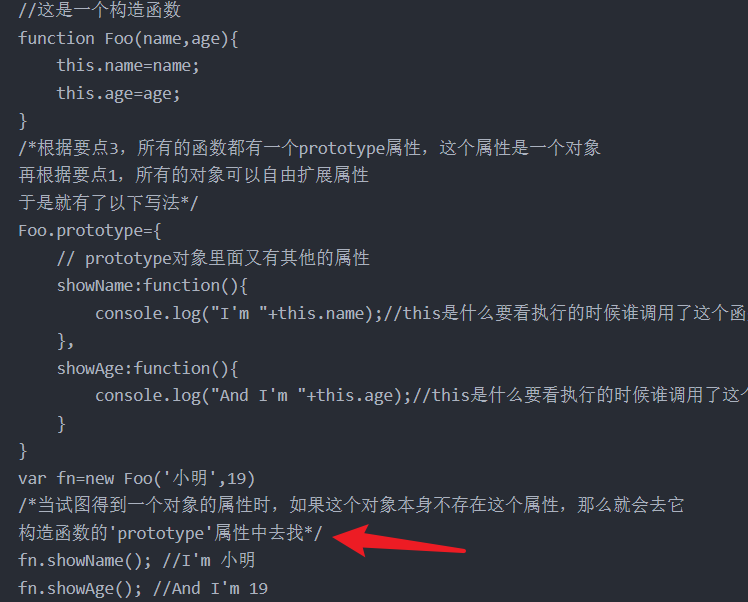 //这是一个构造函数
function Foo(name,age){
    this.name=name;
    this.age=age;
}
/*根据要点3，所有的函数都有一个prototype属性，这个属性是一个对象
再根据要点1，所有的对象可以自由扩展属性
于是就有了以下写法*/
Foo.prototype={
    // prototype对象里面又有其他的属性
    showName:function(){
        console.log("I'm "+this.name);//this是什么要看执行的时候谁调用了这个函
    },
    showAge:function(){
        console.log("And I'm "+this.age);//this是什么要看执行的时候谁调用了这个
    }
}
var fn=new Foo('小明',19)
/*当试图得到一个对象的属性时，如果这个对象本身不存在这个属性，那么就会去它
构造函数的'prototype'属性中去找*/
fn.showName(); //I'm 小明
fn.showAge(); //And I'm 19